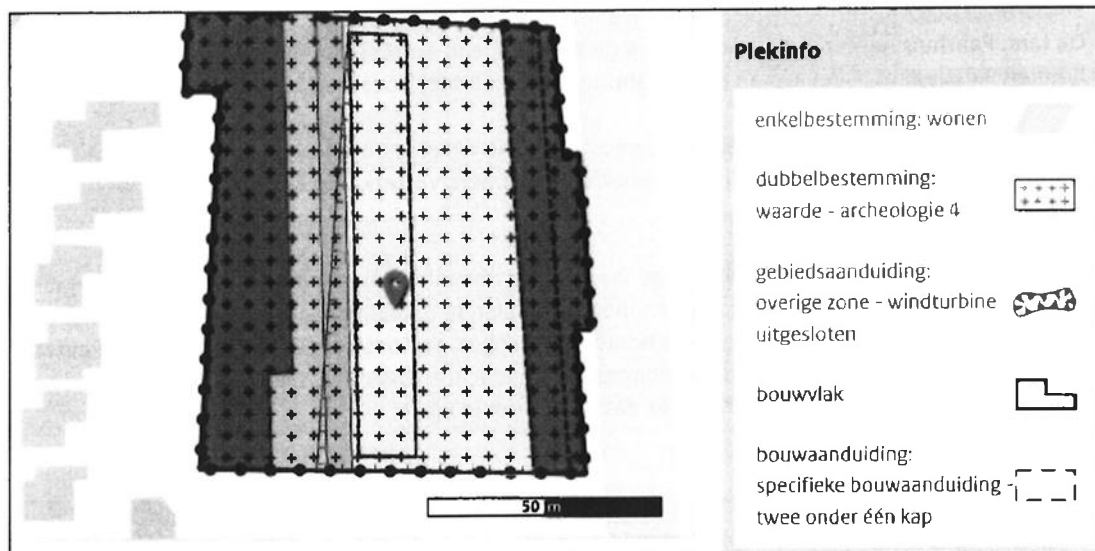 Plekinfo
enkelbestemming: wonen
dubbelbestemming:
waarde - archeologie 4
gebiedsaanduiding:
overige zone - windturbine
uitgesloten
bouwvlak
bouwaanduiding:
specifieke bouwaanduiding -
twee onder één kap
50 m